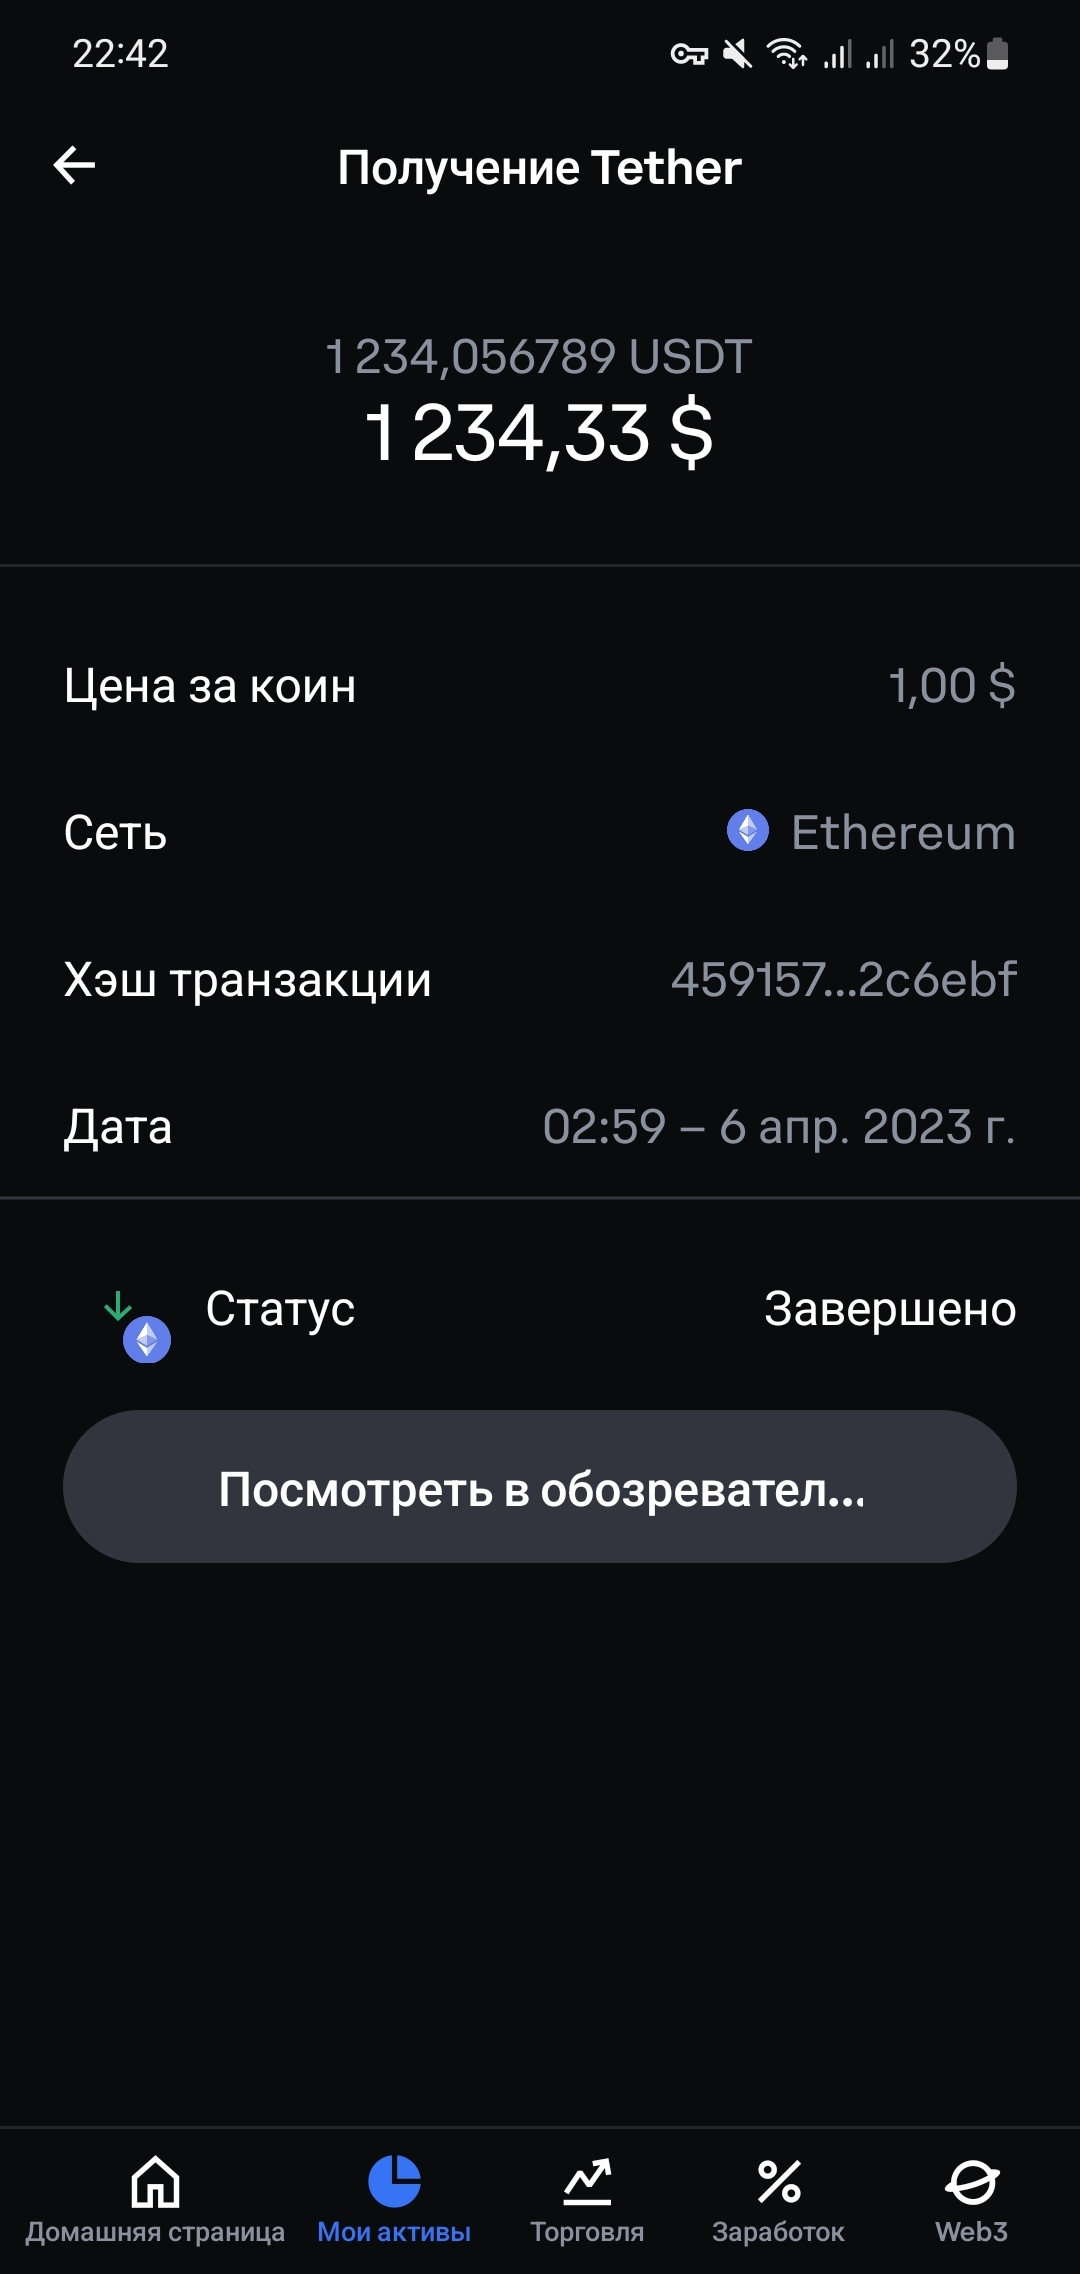 22:42
32%
Получение Tether
1 234,056789 USDT
1 234,33 $
Цена за коин 1,00 $
Сеть Ethereum
Хэш транзакции 459157...2c6ebf
Дата 02:59 – 6 апр. 2023 г.
Статус Завершено
Посмотреть в обозревател...
Домашняя страница Мои активы Торговля Заработок Web3